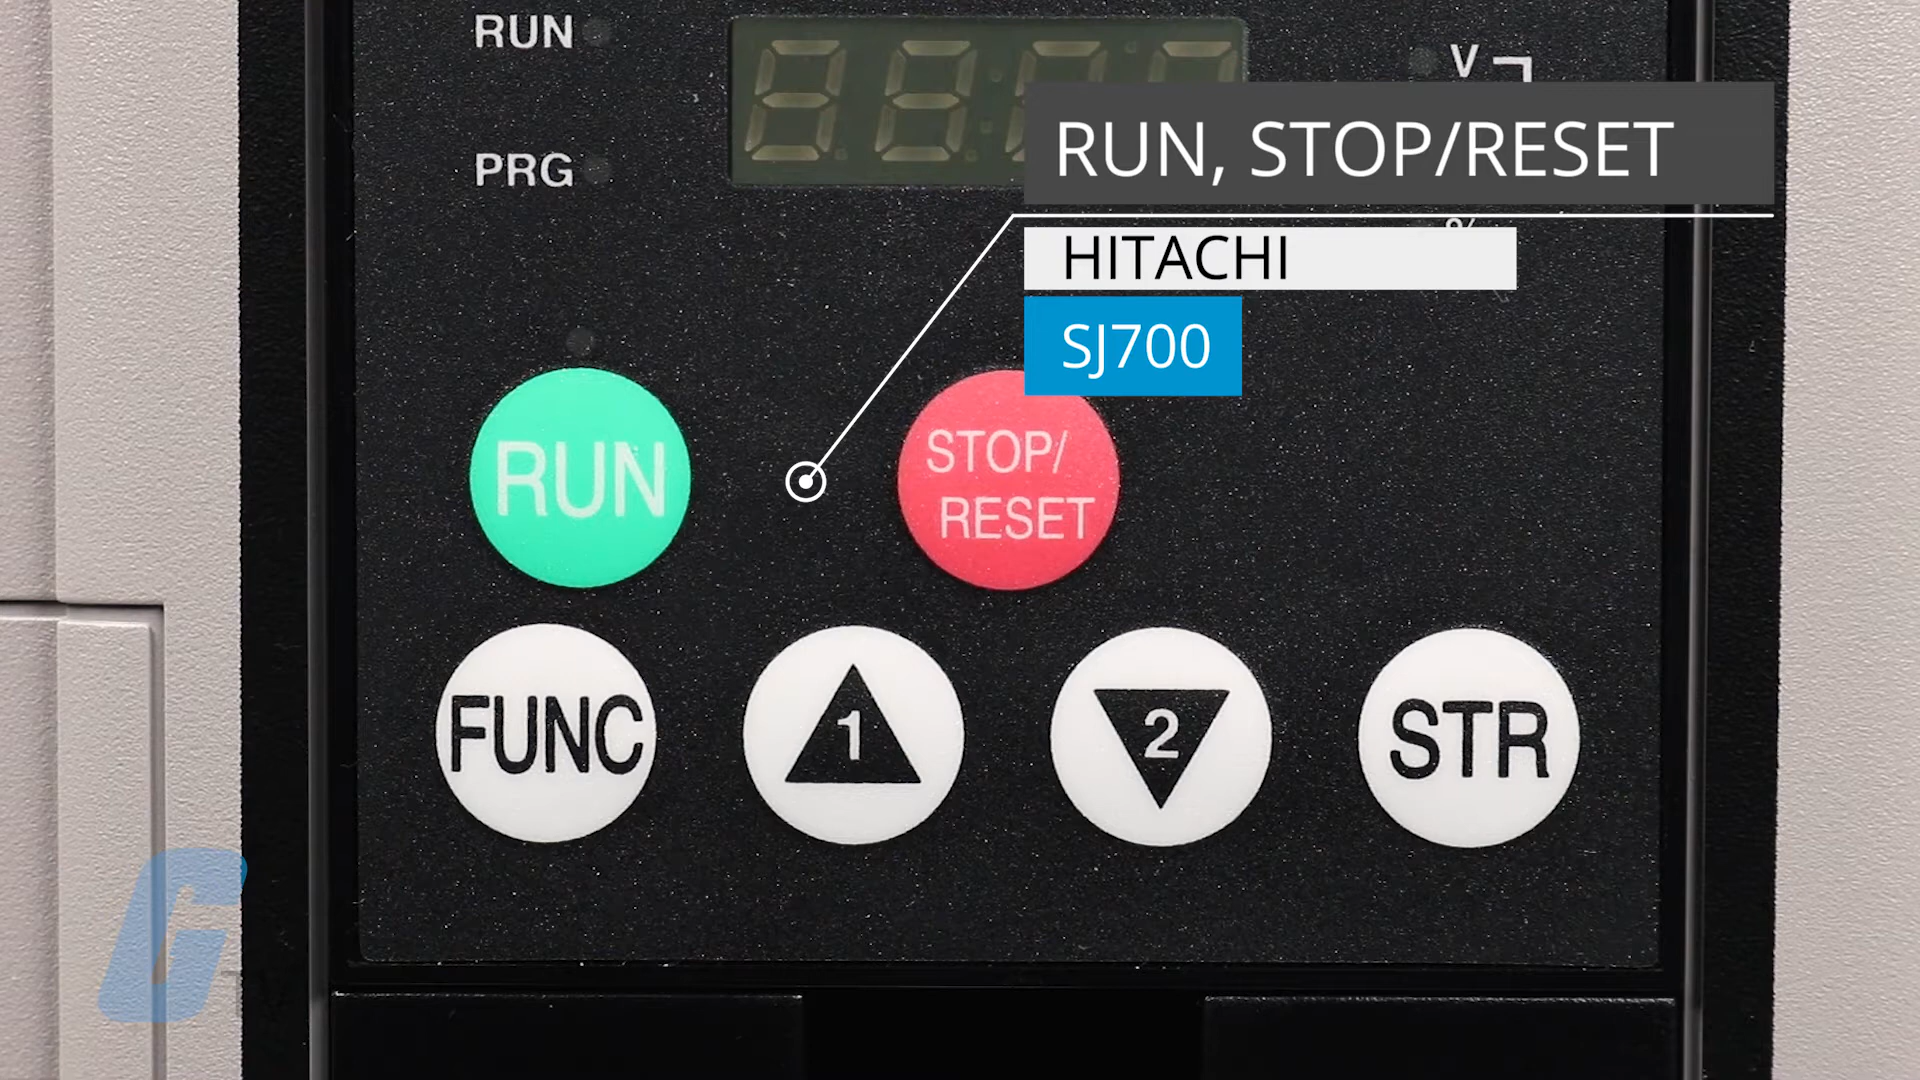 RUN
V
PRG
RUN, STOP/RESET
%
HITACHI
SJ700
RUN
STOP/
RESET
FUNC
1
2
STR
G